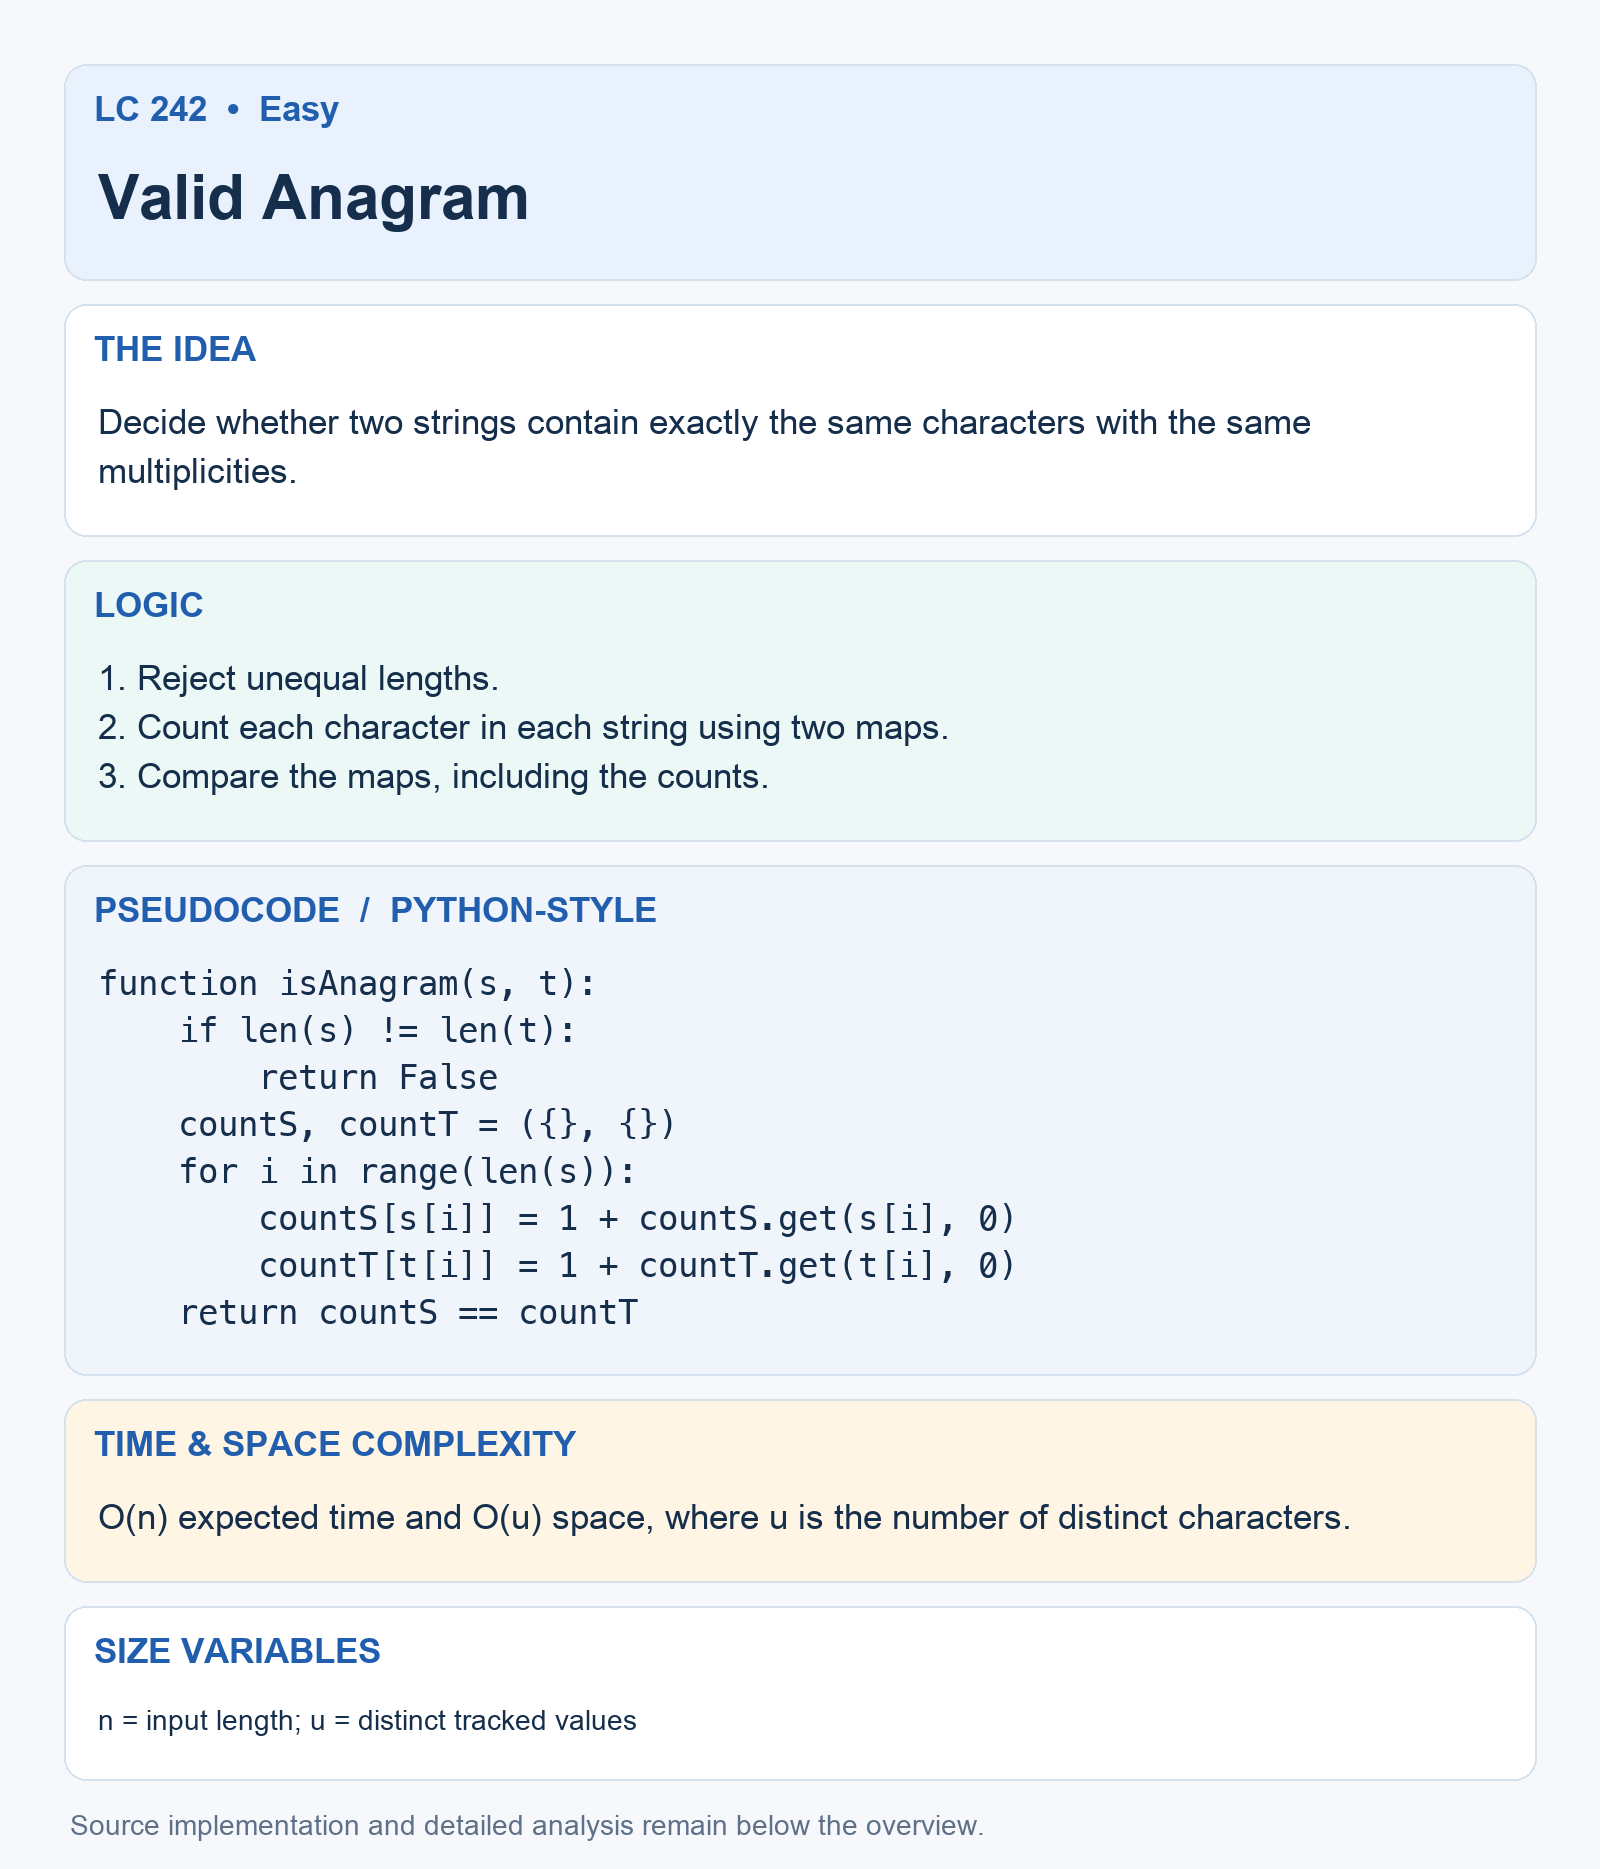 LC 242 • Easy
Valid Anagram
THE IDEA
Decide whether two strings contain exactly the same characters with the same
multiplicities.
LOGIC
1. Reject unequal lengths.
2. Count each character in each string using two maps.
3. Compare the maps, including the counts.
PSEUDOCODE / PYTHON-STYLE
function isAnagram(s, t):
    if len(s) != len(t):
        return False
    countS, countT = ({}, {})
    for i in range(len(s)):
        countS[s[i]] = 1 + countS.get(s[i], 0)
        countT[t[i]] = 1 + countT.get(t[i], 0)
    return countS == countT
TIME & SPACE COMPLEXITY
O(n) expected time and O(u) space, where u is the number of distinct characters.
SIZE VARIABLES
n = input length; u = distinct tracked values
Source implementation and detailed analysis remain below the overview.